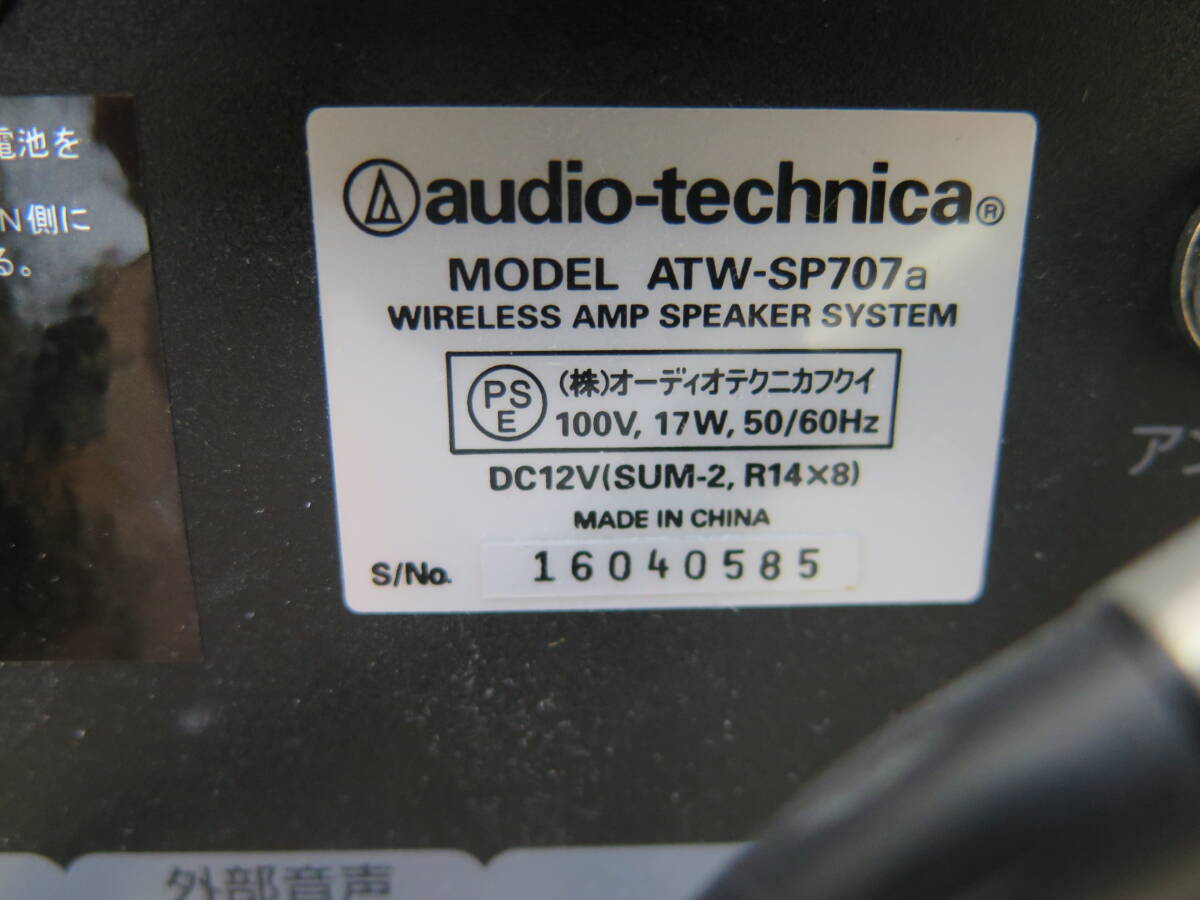 電池を
N側に
る。
audio-technica®
MODEL ATW-SP707a
WIRELESS AMP SPEAKER SYSTEM
PS
E
(株)オーディオテクニカフクイ
100V, 17W, 50/60Hz
DC12V(SUM-2, R14×8)
MADE IN CHINA
S/No. 16040585
外部音声